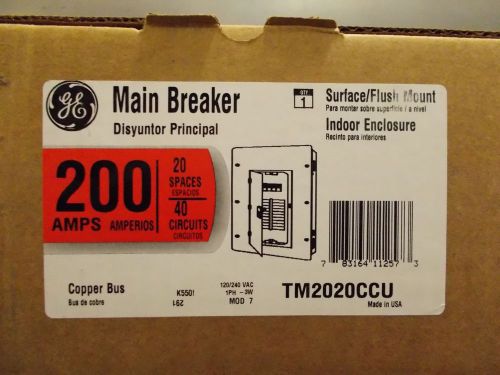 GE
Main Breaker
Disyuntor Principal
QTY
1
Surface/Flush Mount
Para montar sobre superficie / a nivel
Indoor Enclosure
Recinto para interiores
200
AMPS AMPERIOS
20
SPACES
ESPACIOS
40
CIRCUITS
CIRCUITOS
7 83164 11257 3
Copper Bus
Bus de cobre
K550!
120/240 VAC
1PH -3W
MOD 7
TM2020CCU
Made in USA